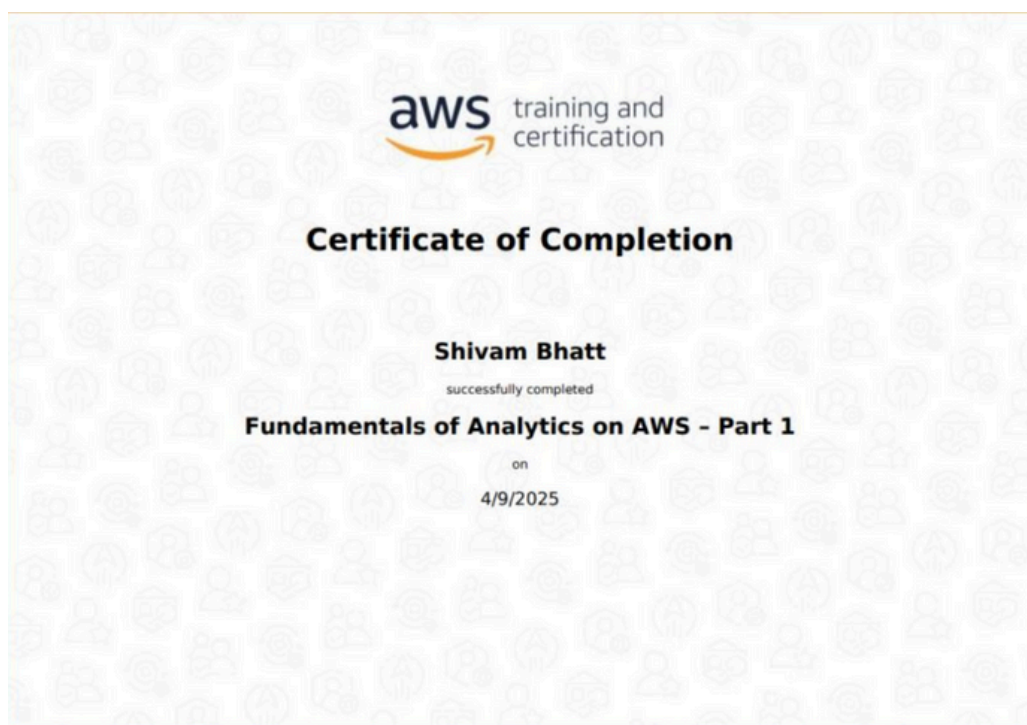 aws training and
certification
Certificate of Completion
Shivam Bhatt
successfully completed
Fundamentals of Analytics on AWS – Part 1
on
4/9/2025